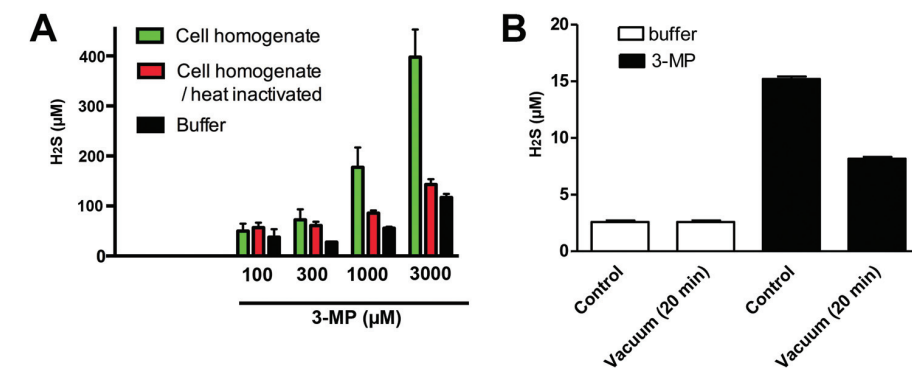 A
Cell homogenate
Cell homogenate
/ heat inactivated
Buffer
H2S (µM)
400
300
200
100
0
100 300 1000 3000
3-MP (µM)
B
buffer
3-MP
H2S (µM)
20
15
10
5
0
Control
Vacuum (20 min)
Control
Vacuum (20 min)